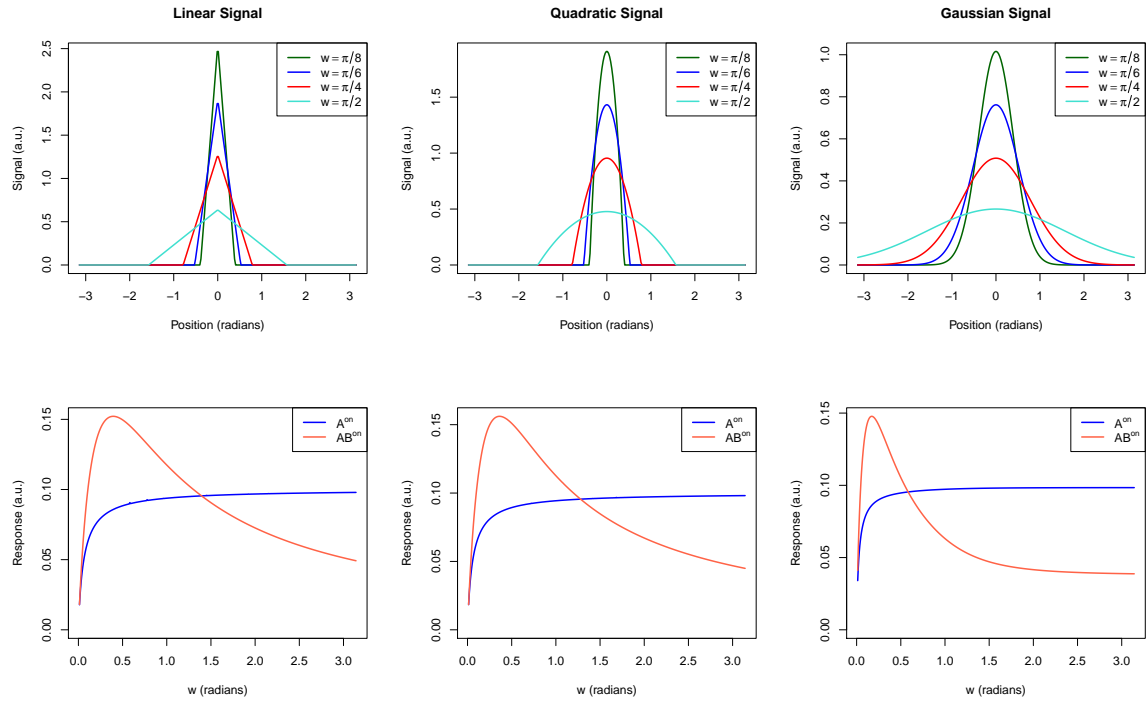 Linear Signal
Signal (a.u.)
0.0
0.5
1.0
1.5
2.0
2.5
−3 −2 −1 0 1 2 3
Position (radians)
w = π/8
w = π/6
w = π/4
w = π/2
Quadratic Signal
Signal (a.u.)
0.0
0.5
1.0
1.5
−3 −2 −1 0 1 2 3
Position (radians)
w = π/8
w = π/6
w = π/4
w = π/2
Gaussian Signal
Signal (a.u.)
0.0
0.2
0.4
0.6
0.8
1.0
−3 −2 −1 0 1 2 3
Position (radians)
w = π/8
w = π/6
w = π/4
w = π/2
Response (a.u.)
0.00
0.05
0.10
0.15
0.0 0.5 1.0 1.5 2.0 2.5 3.0
w (radians)
A^on
AB^on
Response (a.u.)
0.00
0.05
0.10
0.15
0.0 0.5 1.0 1.5 2.0 2.5 3.0
w (radians)
A^on
AB^on
Response (a.u.)
0.00
0.05
0.10
0.15
0.0 0.5 1.0 1.5 2.0 2.5 3.0
w (radians)
A^on
AB^on